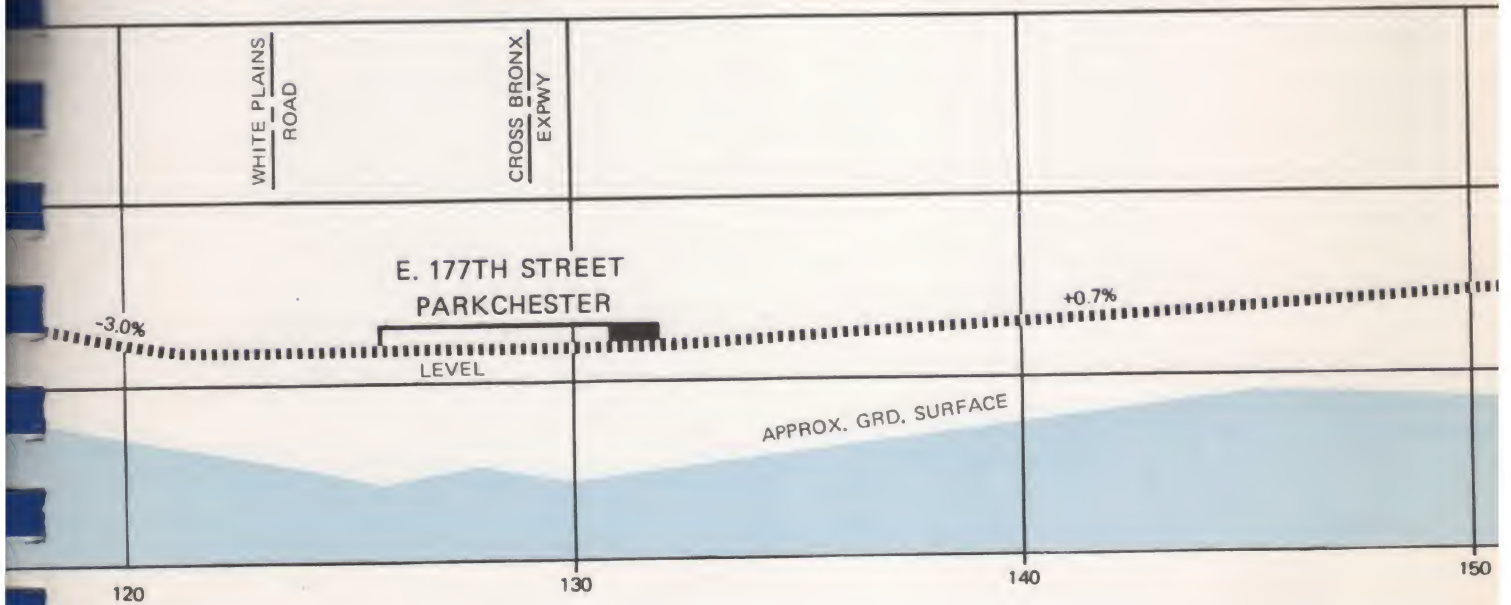 WHITE PLAINS
ROAD
CROSS BRONX
EXPWY
E. 177TH STREET
PARKCHESTER
-3.0%
+0.7%
LEVEL
APPROX. GRD. SURFACE
120
130
140
150